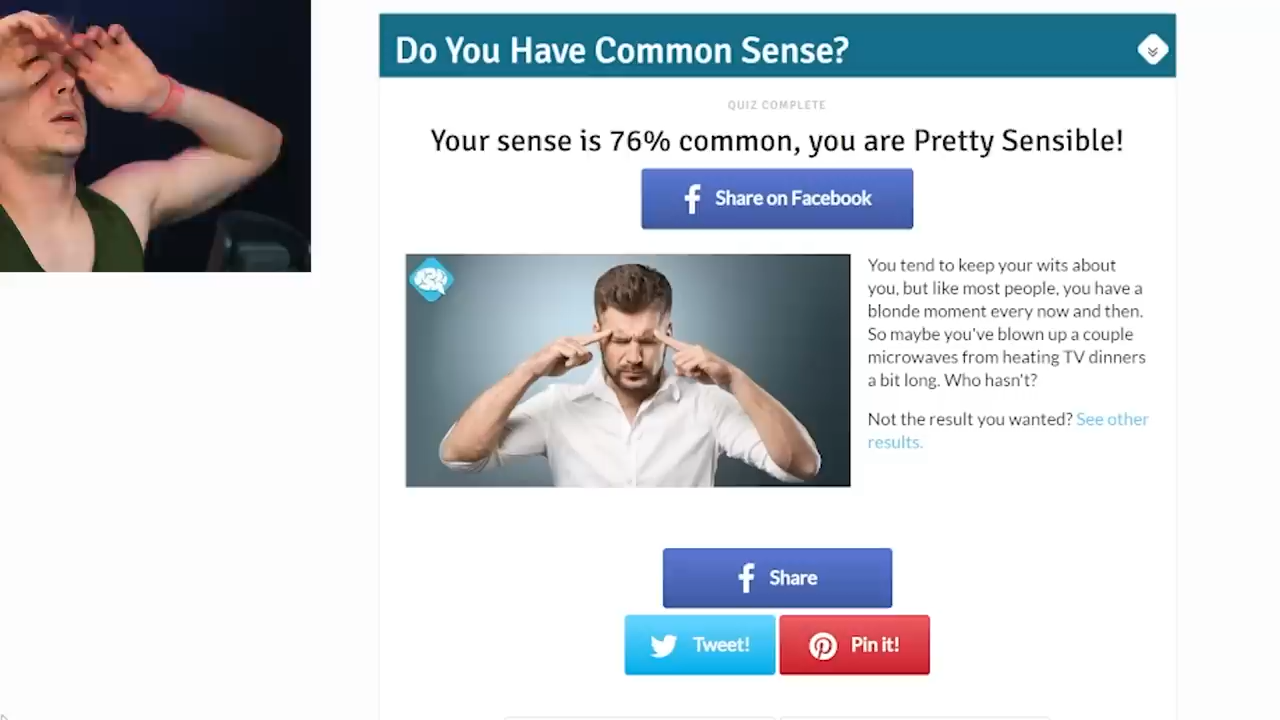 Do You Have Common Sense?
QUIZ COMPLETE
Your sense is 76% common, you are Pretty Sensible!
Share on Facebook
You tend to keep your wits about
you, but like most people, you have a
blonde moment every now and then.
So maybe you've blown up a couple
microwaves from heating TV dinners
a bit long. Who hasn't?
Not the result you wanted? See other
results.
Share
Tweet!
Pin it!